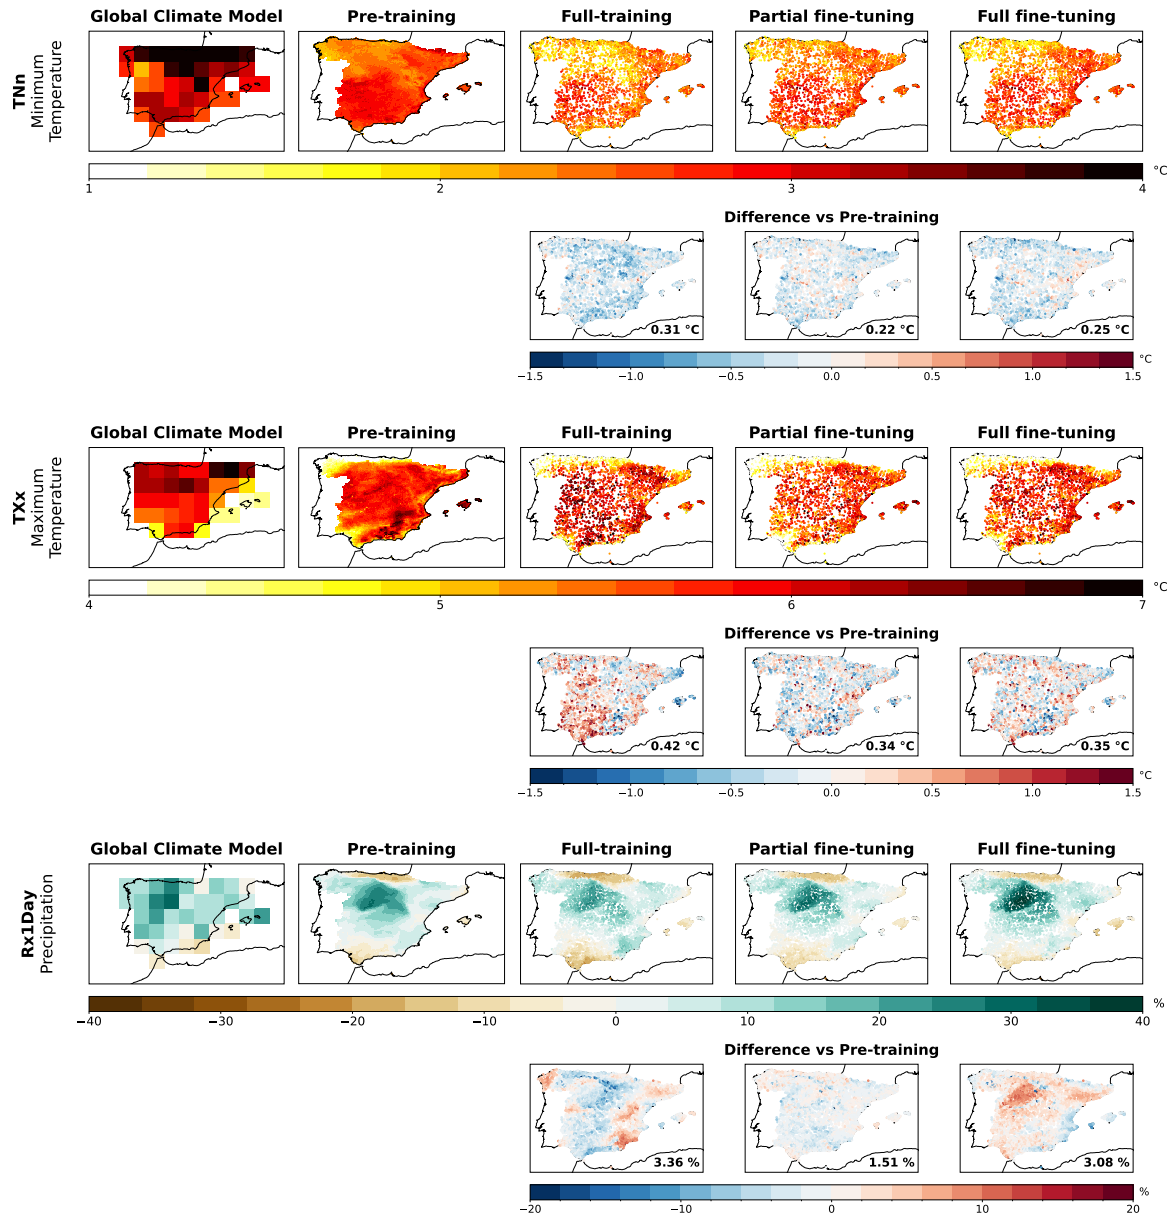 Global Climate Model Pre-training Full-training Partial fine-tuning Full fine-tuning
TNn
Minimum
Temperature
°C
1 2 3 4
Difference vs Pre-training
0.31 °C 0.22 °C 0.25 °C
°C
−1.5 −1.0 −0.5 0.0 0.5 1.0 1.5
Global Climate Model Pre-training Full-training Partial fine-tuning Full fine-tuning
TXx
Maximum
Temperature
°C
4 5 6 7
Difference vs Pre-training
0.42 °C 0.34 °C 0.35 °C
°C
−1.5 −1.0 −0.5 0.0 0.5 1.0 1.5
Global Climate Model Pre-training Full-training Partial fine-tuning Full fine-tuning
Rx1Day
Precipitation
%
−40 −30 −20 −10 0 10 20 30 40
Difference vs Pre-training
3.36 % 1.51 % 3.08 %
%
−20 −10 0 10 20